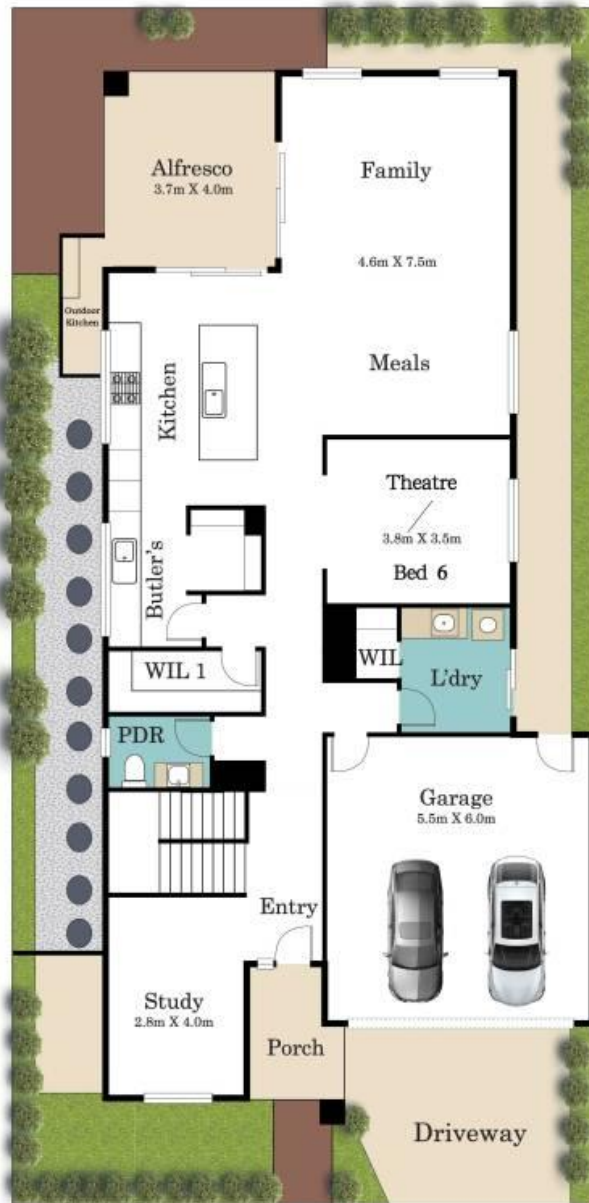 Alfresco
3.7m X 4.0m
Family
4.6m X 7.5m
Outdoor
Kitchen
Meals
Kitchen
Theatre
3.8m X 3.5m
Bed 6
Butler's
WIL 1
WIL
L'dry
PDR
Garage
5.5m X 6.0m
Entry
Study
2.8m X 4.0m
Porch
Driveway